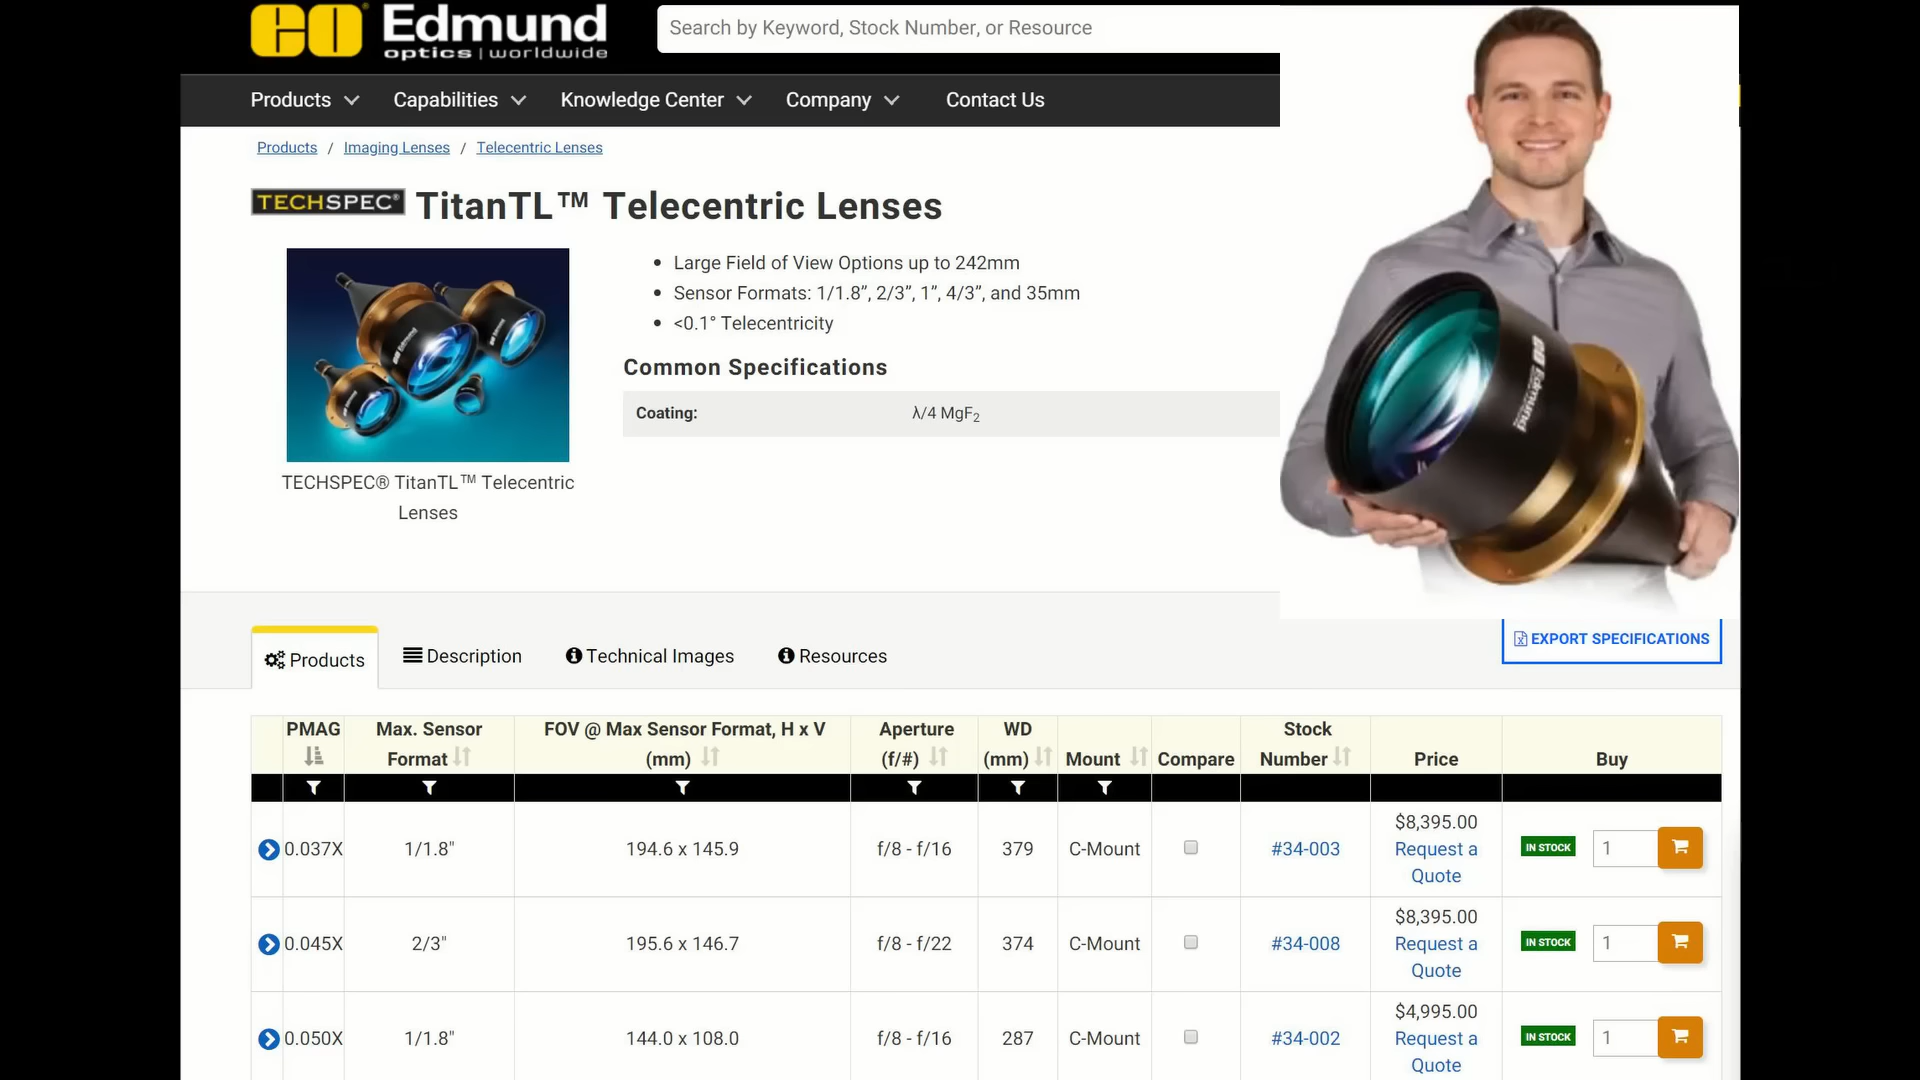 EO® Edmund
optics | worldwide
Search by Keyword, Stock Number, or Resource
Products Capabilities Knowledge Center Company Contact Us
Products / Imaging Lenses / Telecentric Lenses
TECHSPEC® TitanTL™ Telecentric Lenses
• Large Field of View Options up to 242mm
• Sensor Formats: 1/1.8”, 2/3”, 1”, 4/3”, and 35mm
• <0.1° Telecentricity
Common Specifications
Coating: λ/4 MgF₂
EO Edmund
EO Edmund
TECHSPEC® TitanTL™ Telecentric
Lenses
EXPORT SPECIFICATIONS
Products Description Technical Images Resources
PMAG Max. Sensor FOV @ Max Sensor Format, H x V Aperture WD Stock
Format (mm) (f/#) (mm) Mount Compare Number Price Buy
$8,395.00
0.037X 1/1.8" 194.6 x 145.9 f/8 - f/16 379 C-Mount #34-003 Request a IN STOCK 1
Quote
$8,395.00
0.045X 2/3" 195.6 x 146.7 f/8 - f/22 374 C-Mount #34-008 Request a IN STOCK 1
Quote
$4,995.00
0.050X 1/1.8" 144.0 x 108.0 f/8 - f/16 287 C-Mount #34-002 Request a IN STOCK 1
Quote